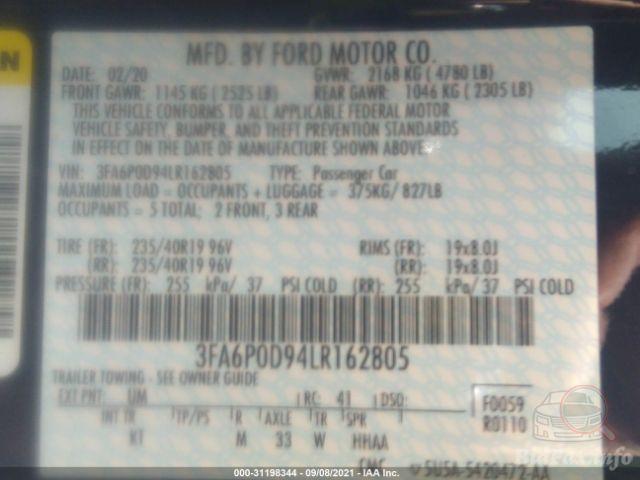 MFD. BY FORD MOTOR CO.
DATE: 02/20 GVWR: 2168 KG ( 4780 LB)
FRONT GAWR: 1145 KG ( 2525 LB) REAR GAWR: 1046 KG ( 2305 LB)
THIS VEHICLE CONFORMS TO ALL APPLICABLE FEDERAL MOTOR
VEHICLE SAFETY, BUMPER, AND THEFT PREVENTION STANDARDS
IN EFFECT ON THE DATE OF MANUFACTURE SHOWN ABOVE.
VIN: 3FA6P0D94LR162805 TYPE: Passenger Car
MAXIMUM LOAD = OCCUPANTS + LUGGAGE = 375KG/ 827LB
OCCUPANTS = 5 TOTAL; 2 FRONT, 3 REAR
TIRE (FR): 235/40R19 96V RIMS (FR): 19x8.0J
(RR): 235/40R19 96V (RR): 19x8.0J
PRESSURE (FR): 255 kPa/ 37 PSI COLD (RR): 255 kPa/ 37 PSI COLD
3FA6P0D94LR162805
TRAILER TOWING - SEE OWNER GUIDE
EXT PNT: UM RC: 41 DSO: F0059
INT TR TP/PS R AXLE TR SPR R0110
KT M 33 W HHAA
5U5A-5420472-AA
000-31198344 - 09/08/2021 - IAA Inc.